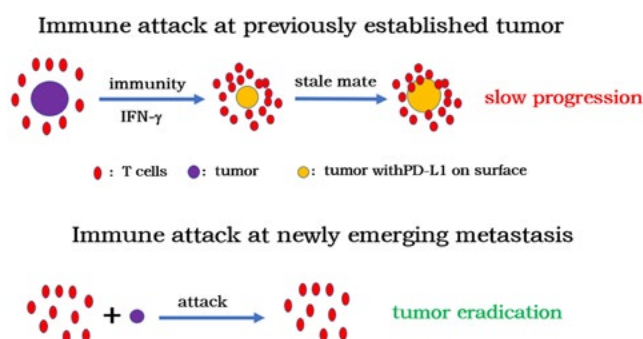 Immune attack at previously established tumor
immunity
IFN-γ
stale mate
slow progression
: T cells
: tumor
: tumor withPD-L1 on surface
Immune attack at newly emerging metastasis
+
attack
tumor eradication